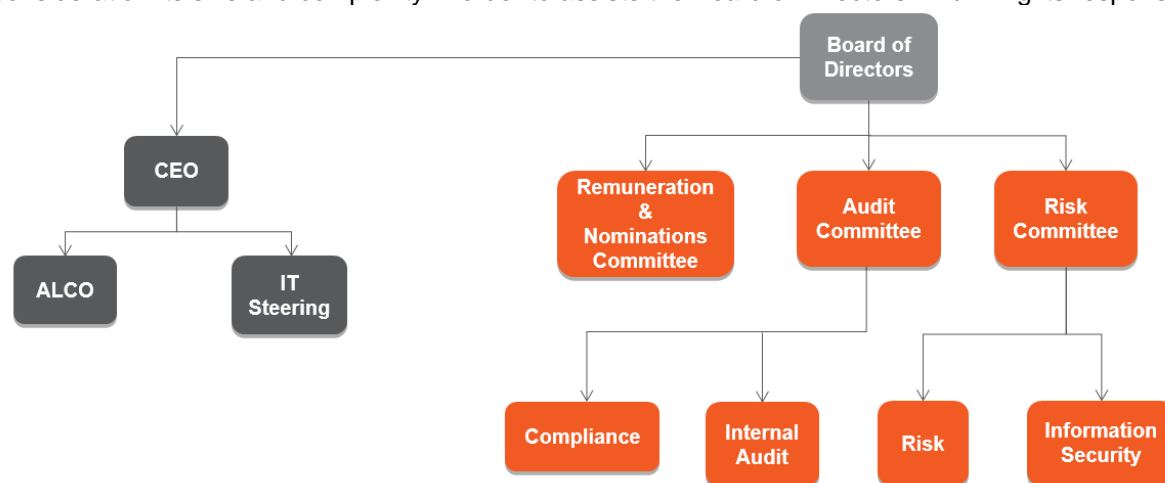 Board of
Directors
CEO
Remuneration
&
Nominations
Committee
Audit
Committee
Risk
Committee
ALCO
IT
Steering
Compliance
Internal
Audit
Risk
Information
Security